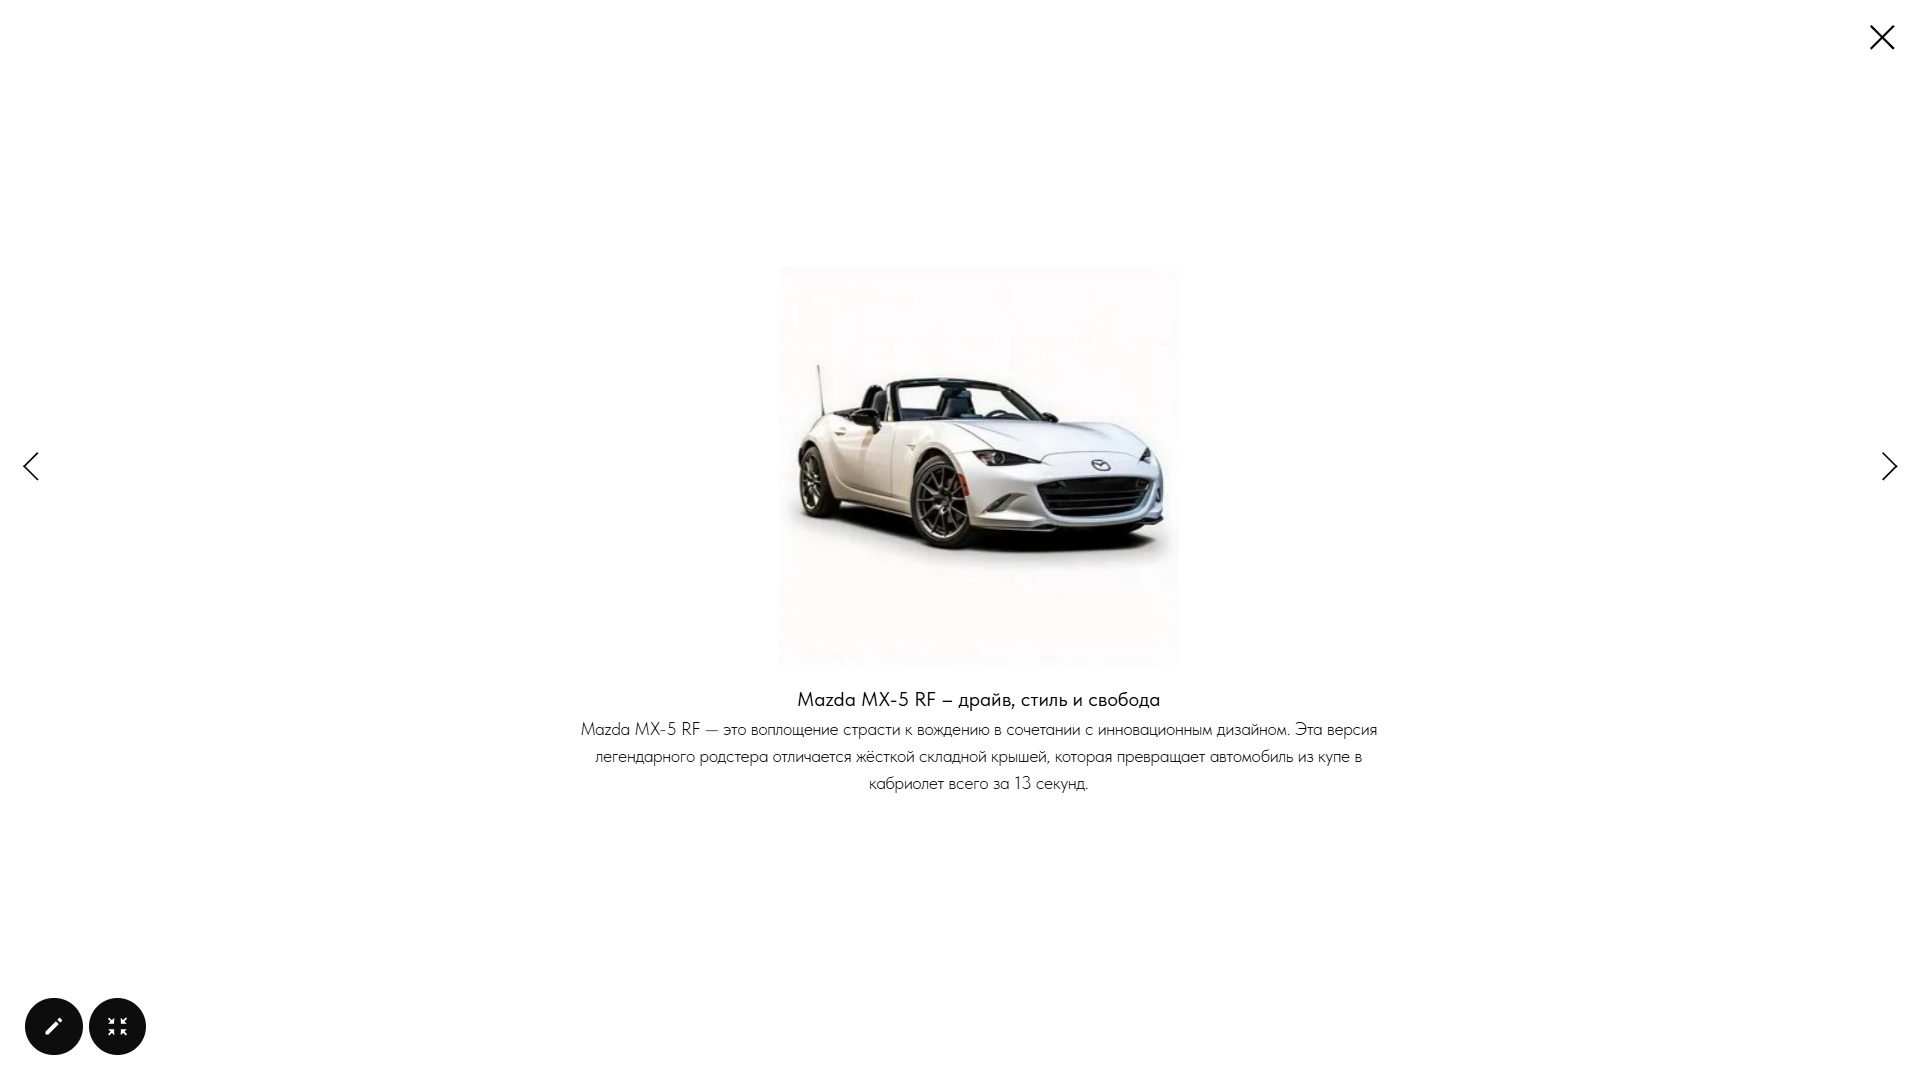 Mazda MX-5 RF – драйв, стиль и свобода
Mazda MX-5 RF — это воплощение страсти к вождению в сочетании с инновационным дизайном. Эта версия
легендарного родстера отличается жёсткой складной крышей, которая превращает автомобиль из купе в
кабриолет всего за 13 секунд.